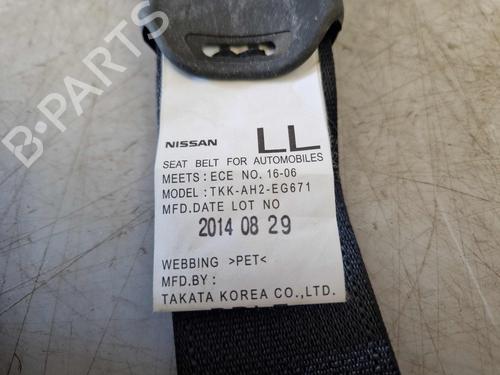 NISSAN LL
SEAT BELT FOR AUTOMOBILES
MEETS:ECE NO. 16-06
MODEL:TKK-AH2-EG671
MFD.DATE LOT NO
2014 08 29
WEBBING >PET<
MFD.BY:
TAKATA KOREA CO.,LTD.
B-PARTS